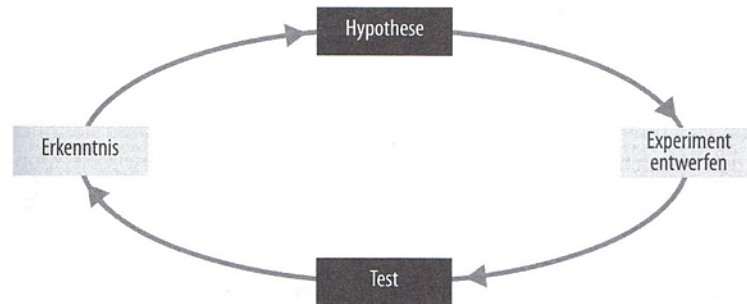 Hypothese
Erkenntnis
Experiment
entwerfen
Test